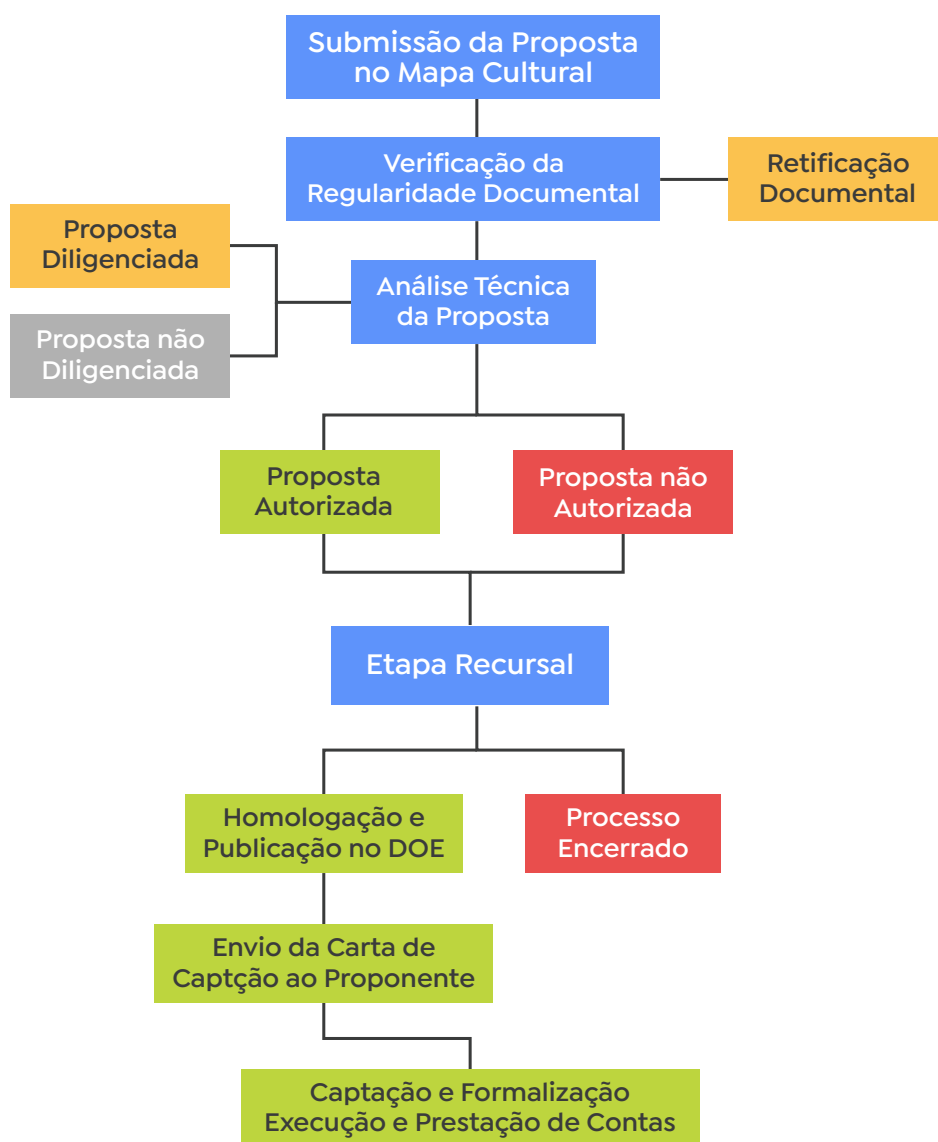 Submissão da Proposta
no Mapa Cultural
Verificação da
Regularidade Documental
Retificação
Documental
Proposta
Diligenciada
Análise Técnica
da Proposta
Proposta não
Diligenciada
Proposta
Autorizada
Proposta não
Autorizada
Etapa Recursal
Homologação e
Publicação no DOE
Processo
Encerrado
Envio da Carta de
Captção ao Proponente
Captação e Formalização
Execução e Prestação de Contas